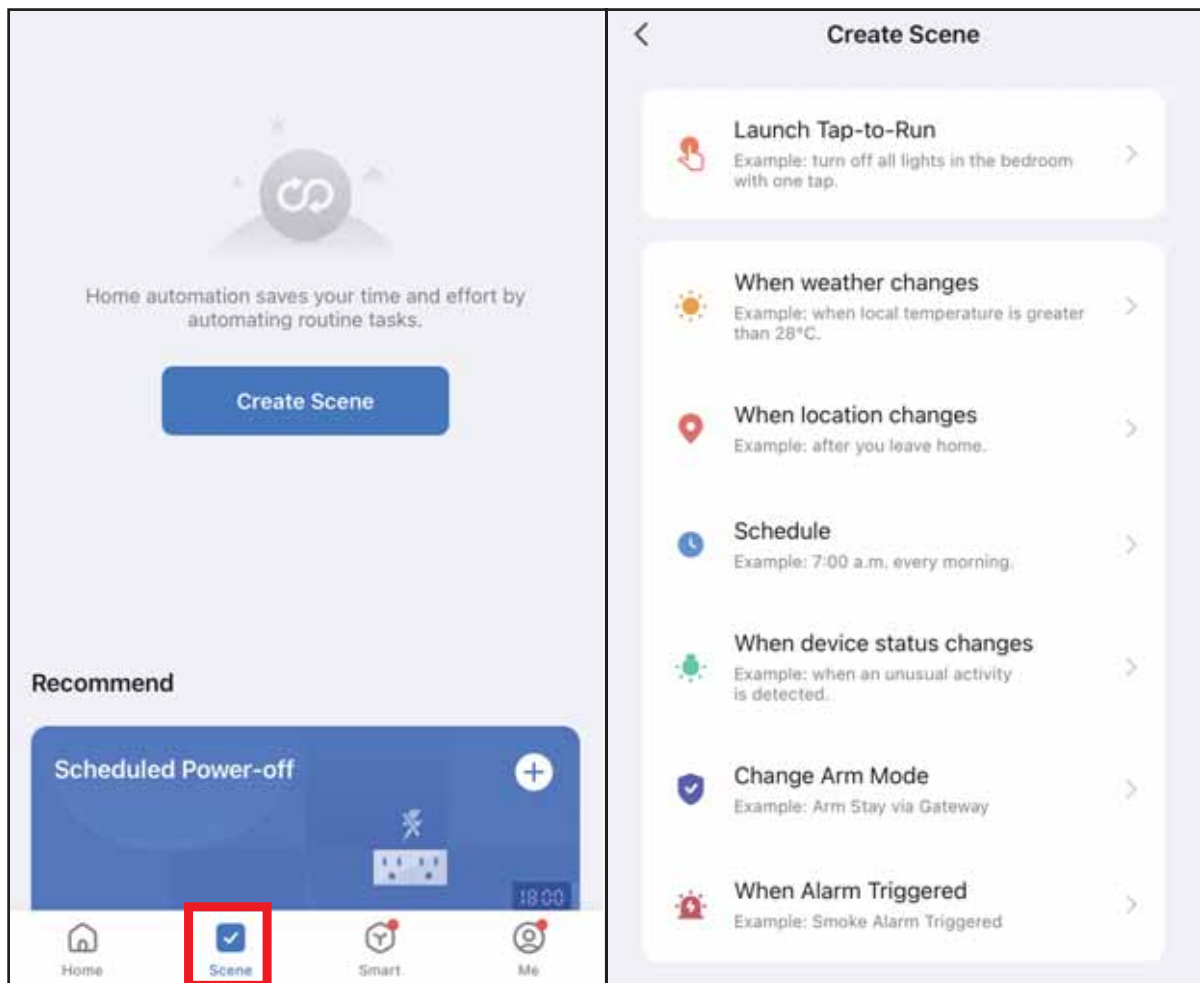 Home automation saves your time and effort by
automating routine tasks.
Create Scene
Recommend
Scheduled Power-off
18:00
Home
Scene
Smart
Me
Create Scene
Launch Tap-to-Run
Example: turn off all lights in the bedroom
with one tap.
When weather changes
Example: when local temperature is greater
than 28°C.
When location changes
Example: after you leave home.
Schedule
Example: 7:00 a.m. every morning.
When device status changes
Example: when an unusual activity
is detected.
Change Arm Mode
Example: Arm Stay via Gateway
When Alarm Triggered
Example: Smoke Alarm Triggered